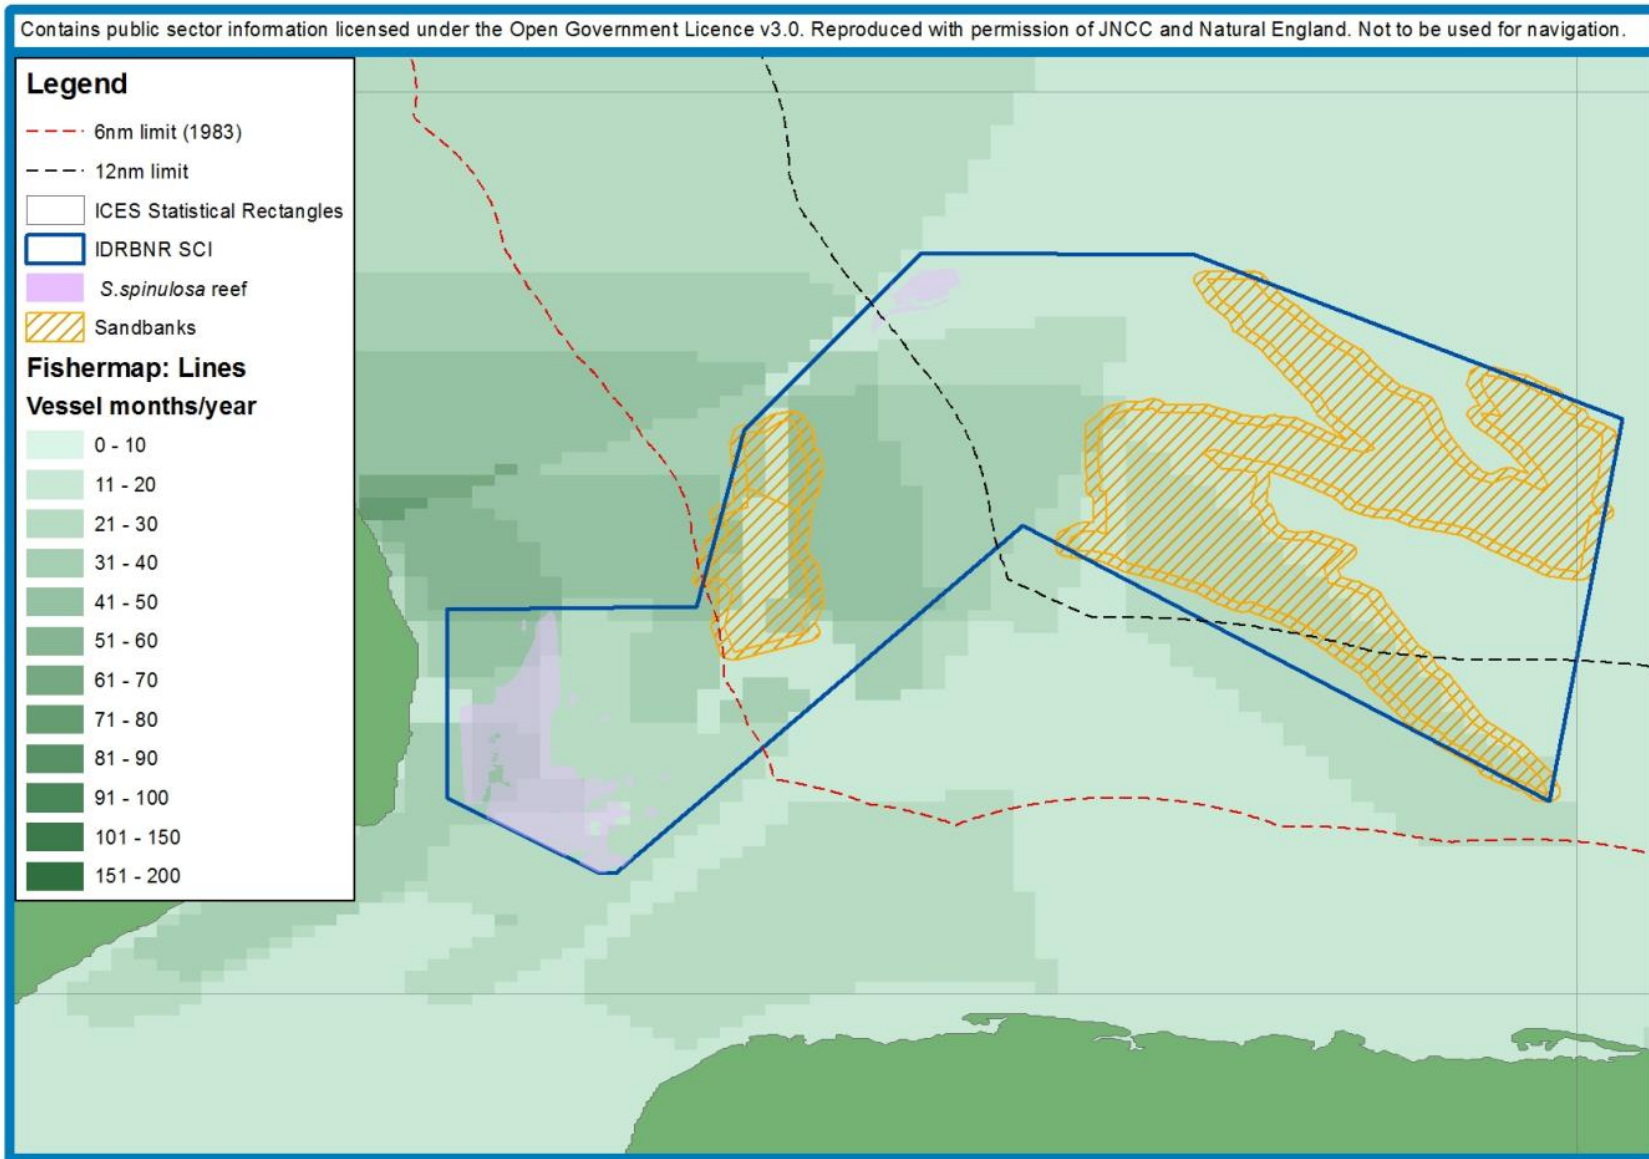 Contains public sector information licensed under the Open Government Licence v3.0. Reproduced with permission of JNCC and Natural England. Not to be used for navigation.
Legend
6nm limit (1983)
12nm limit
ICES Statistical Rectangles
IDRBNR SCI
S.spinulosa reef
Sandbanks
Fishermap: Lines
Vessel months/year
0 - 10
11 - 20
21 - 30
31 - 40
41 - 50
51 - 60
61 - 70
71 - 80
81 - 90
91 - 100
101 - 150
151 - 200